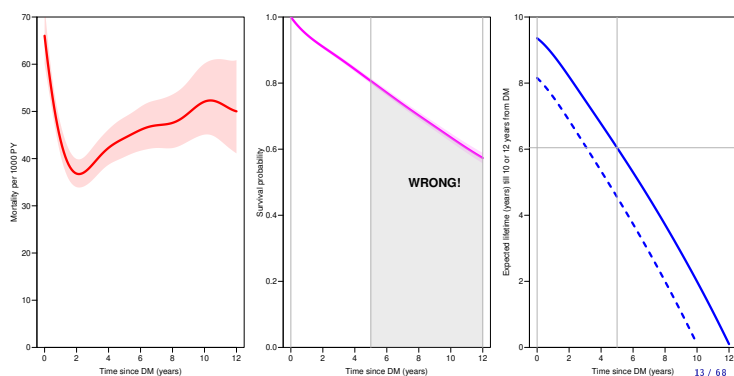 70
60
50
40
30
20
10
0
Mortality per 1000 PY
0 2 4 6 8 10 12
Time since DM (years)
1.0
0.8
0.6
0.4
0.2
0.0
Survival probability
WRONG!
0 2 4 6 8 10 12
Time since DM (years)
10
8
6
4
2
0
Expected lifetime (years) till 10 or 12 years from DM
0 2 4 6 8 10 12
Time since DM (years)
13 / 68